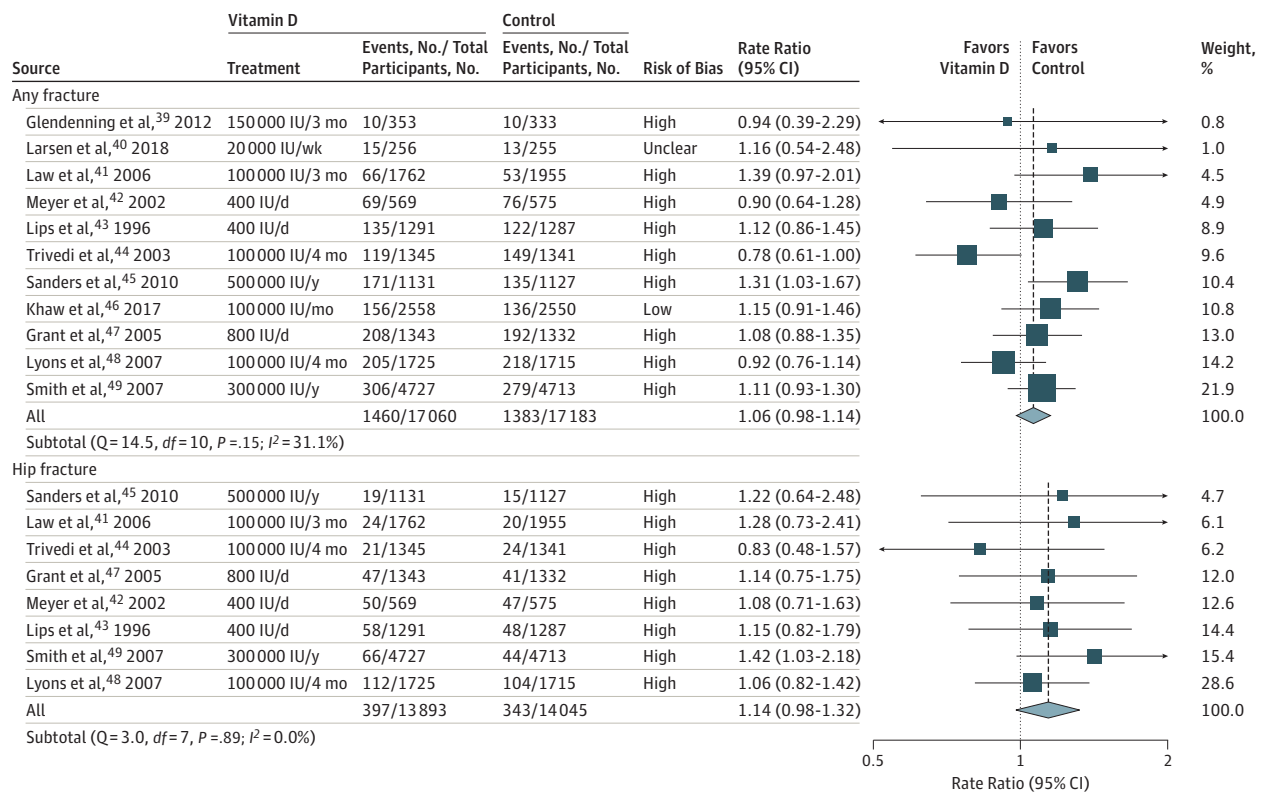 Vitamin D Control
Events, No./ Total Events, No./ Total Rate Ratio Favors Favors Weight,
Source Treatment Participants, No. Participants, No. Risk of Bias (95% CI) Vitamin D Control %
Any fracture
Glendenning et al,39 2012 150 000 IU/3 mo 10/353 10/333 High 0.94 (0.39-2.29) 0.8
Larsen et al,40 2018 20 000 IU/wk 15/256 13/255 Unclear 1.16 (0.54-2.48) 1.0
Law et al,41 2006 100 000 IU/3 mo 66/1762 53/1955 High 1.39 (0.97-2.01) 4.5
Meyer et al,42 2002 400 IU/d 69/569 76/575 High 0.90 (0.64-1.28) 4.9
Lips et al,43 1996 400 IU/d 135/1291 122/1287 High 1.12 (0.86-1.45) 8.9
Trivedi et al,44 2003 100 000 IU/4 mo 119/1345 149/1341 High 0.78 (0.61-1.00) 9.6
Sanders et al,45 2010 500 000 IU/y 171/1131 135/1127 High 1.31 (1.03-1.67) 10.4
Khaw et al,46 2017 100 000 IU/mo 156/2558 136/2550 Low 1.15 (0.91-1.46) 10.8
Grant et al,47 2005 800 IU/d 208/1343 192/1332 High 1.08 (0.88-1.35) 13.0
Lyons et al,48 2007 100 000 IU/4 mo 205/1725 218/1715 High 0.92 (0.76-1.14) 14.2
Smith et al,49 2007 300 000 IU/y 306/4727 279/4713 High 1.11 (0.93-1.30) 21.9
All 1460/17 060 1383/17 183 1.06 (0.98-1.14) 100.0
Subtotal (Q = 14.5, df = 10, P = .15; I2 = 31.1%)
Hip fracture
Sanders et al,45 2010 500 000 IU/y 19/1131 15/1127 High 1.22 (0.64-2.48) 4.7
Law et al,41 2006 100 000 IU/3 mo 24/1762 20/1955 High 1.28 (0.73-2.41) 6.1
Trivedi et al,44 2003 100 000 IU/4 mo 21/1345 24/1341 High 0.83 (0.48-1.57) 6.2
Grant et al,47 2005 800 IU/d 47/1343 41/1332 High 1.14 (0.75-1.75) 12.0
Meyer et al,42 2002 400 IU/d 50/569 47/575 High 1.08 (0.71-1.63) 12.6
Lips et al,43 1996 400 IU/d 58/1291 48/1287 High 1.15 (0.82-1.79) 14.4
Smith et al,49 2007 300 000 IU/y 66/4727 44/4713 High 1.42 (1.03-2.18) 15.4
Lyons et al,48 2007 100 000 IU/4 mo 112/1725 104/1715 High 1.06 (0.82-1.42) 28.6
All 397/13 893 343/14 045 1.14 (0.98-1.32) 100.0
Subtotal (Q = 3.0, df = 7, P = .89; I2 = 0.0%)
0.5 1 2
Rate Ratio (95% CI)